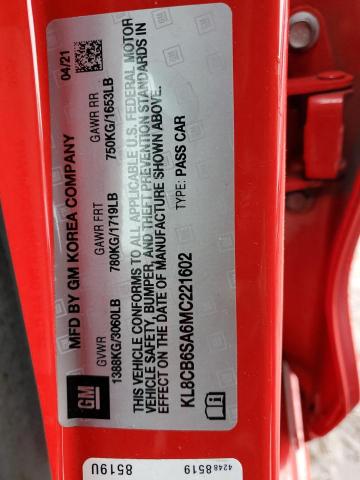 MFD BY GM KOREA COMPANY 04/21
GVWR GAWR FRT GAWR RR
1388KG/3060LB 780KG/1719LB 750KG/1653LB
THIS VEHICLE CONFORMS TO ALL APPLICABLE U.S. FEDERAL MOTOR
VEHICLE SAFETY, BUMPER, AND THEFT PREVENTION STANDARDS IN
EFFECT ON THE DATE OF MANUFACTURE SHOWN ABOVE.
TYPE: PASS CAR
KL8CB6SA6MC221602
GM
42488519
8519U